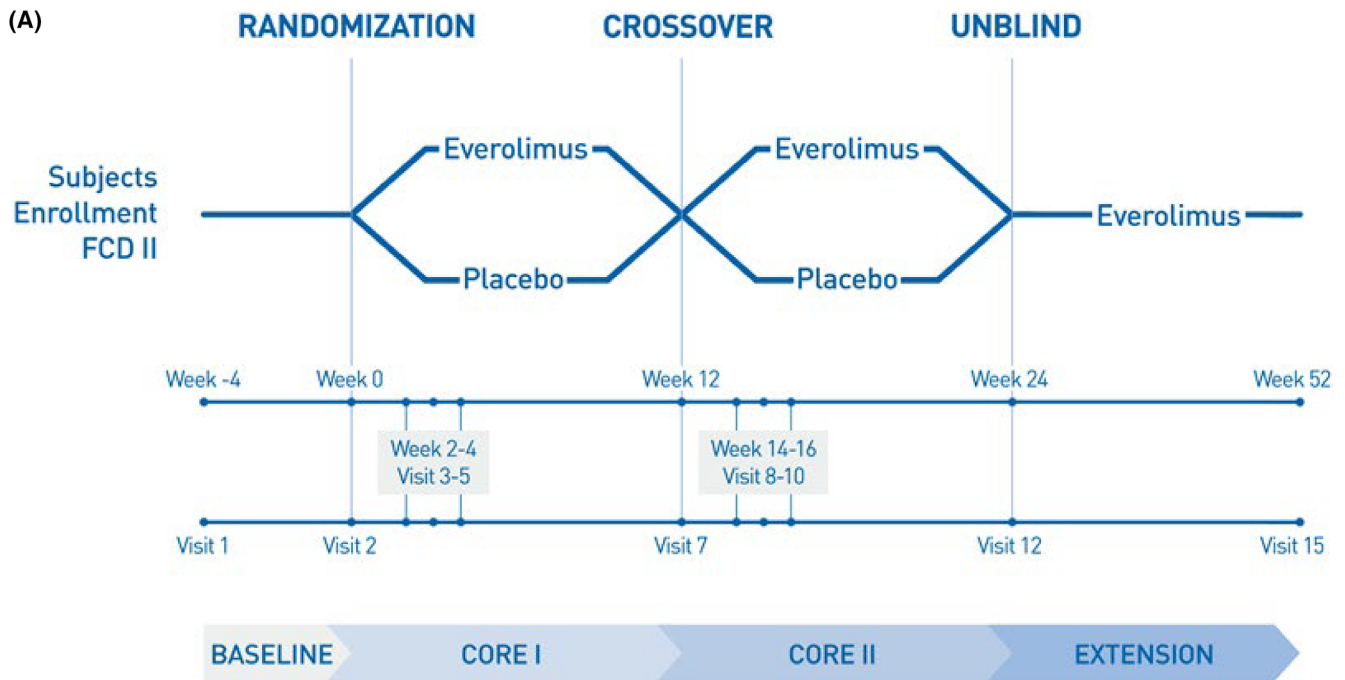 (A)
RANDOMIZATION
CROSSOVER
UNBLIND
Everolimus
Everolimus
Subjects
Enrollment
FCD II
Everolimus
Placebo
Placebo
Week -4
Week 0
Week 12
Week 24
Week 52
Week 2-4
Visit 3-5
Week 14-16
Visit 8-10
Visit 1
Visit 2
Visit 7
Visit 12
Visit 15
BASELINE
CORE I
CORE II
EXTENSION